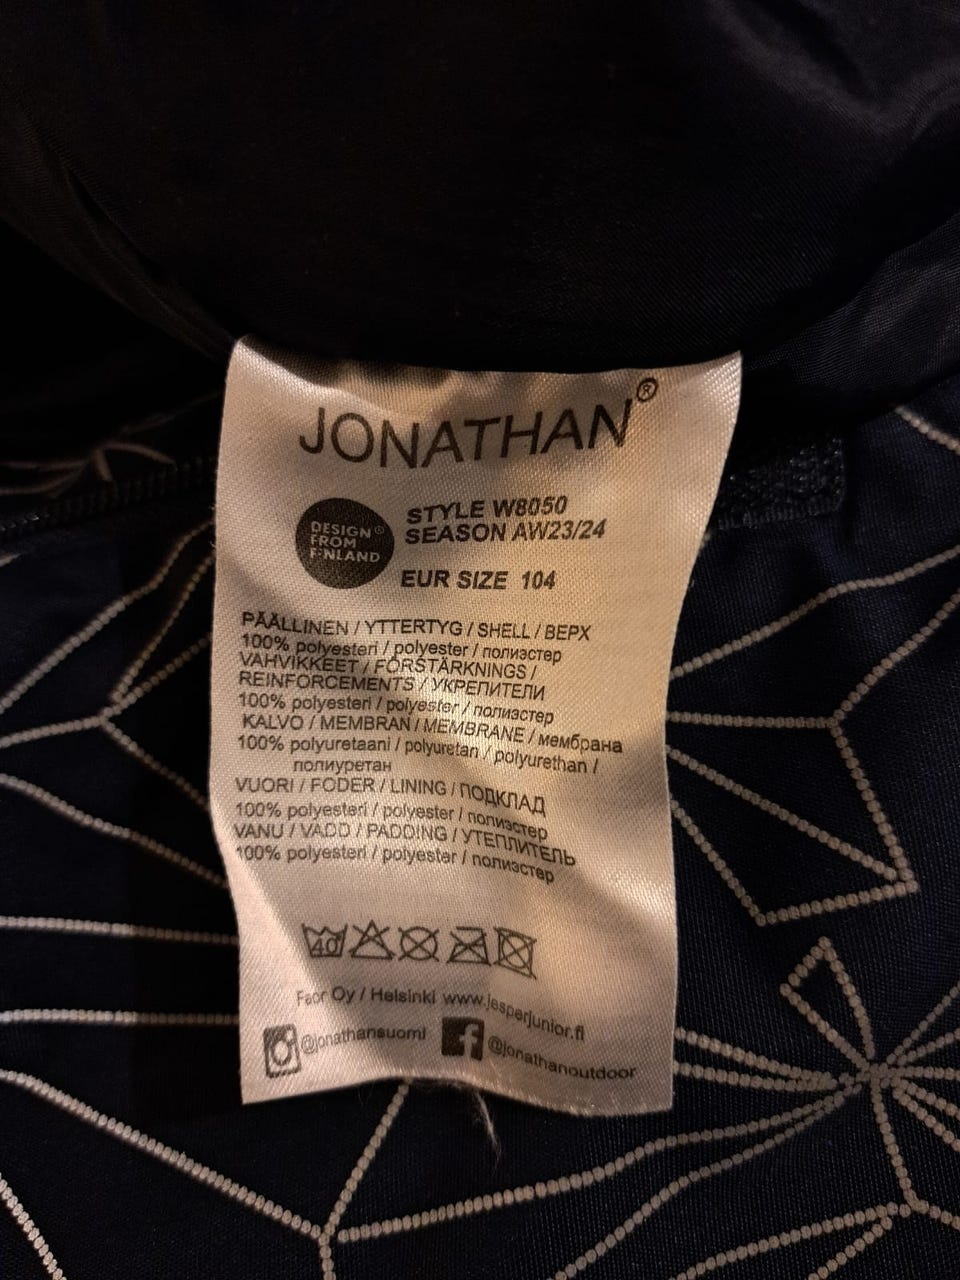 JONATHAN®
DESIGN®
FROM
FINLAND
STYLE W8050
SEASON AW23/24
EUR SIZE 104
PÄÄLLINEN / YTTERTYG / SHELL / ВЕРХ
100% polyesteri / polyester / полиэстер
VAHVIKKEET / FÖRSTÄRKNINGS /
REINFORCEMENTS / УКРЕПИТЕЛИ
100% polyesteri / polyester / полиэстер
KALVO / MEMBRAN / MEMBRANE / мембрана
100% polyuretaani / polyuretan / polyurethan /
полиуретан
VUORI / FODER / LINING / ПОДКЛАД
100% polyesteri / polyester / полиэстер
VANU / VADD / PADDING / УТЕПЛИТЕЛЬ
100% polyesteri / polyester / полиэстер
40
Faor Oy / Helsinki www.jesperjunior.fi
@jonathansuomi @jonathanoutdoor